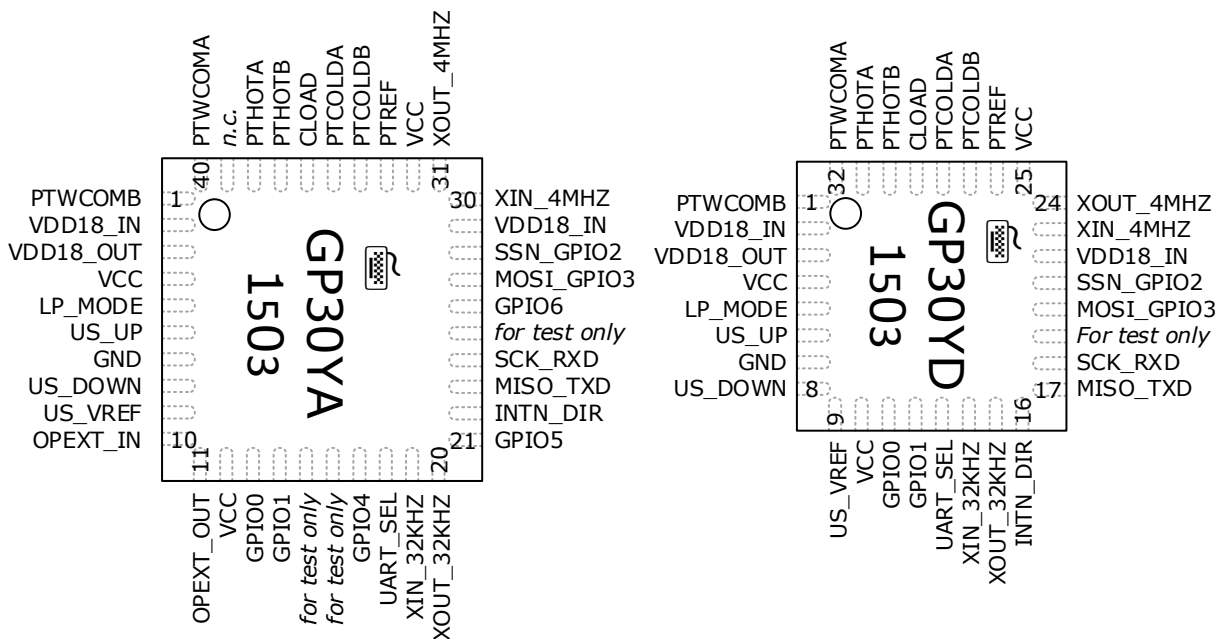 PTWCOMA
n.c.
PTHOTA
PTHOTB
CLOAD
PTCOLDA
PTCOLDB
PTREF
VCC
XOUT_4MHZ
40
31
PTWCOMB
VDD18_IN
VDD18_OUT
VCC
LP_MODE
US_UP
GND
US_DOWN
US_VREF
OPEXT_IN
1
10
GP30YA
1503
30
21
XIN_4MHZ
VDD18_IN
SSN_GPIO2
MOSI_GPIO3
GPIO6
for test only
SCK_RXD
MISO_TXD
INTN_DIR
GPIO5
11
20
OPEXT_OUT
VCC
GPIO0
GPIO1
for test only
for test only
GPIO4
UART_SEL
XIN_32KHZ
XOUT_32KHZ
PTWCOMA
PTHOTA
PTHOTB
CLOAD
PTCOLDA
PTCOLDB
PTREF
VCC
32
25
PTWCOMB
VDD18_IN
VDD18_OUT
VCC
LP_MODE
US_UP
GND
US_DOWN
1
8
GP30YD
1503
24
17
XOUT_4MHZ
XIN_4MHZ
VDD18_IN
SSN_GPIO2
MOSI_GPIO3
For test only
SCK_RXD
MISO_TXD
9
16
US_VREF
VCC
GPIO0
GPIO1
UART_SEL
XIN_32KHZ
XOUT_32KHZ
INTN_DIR